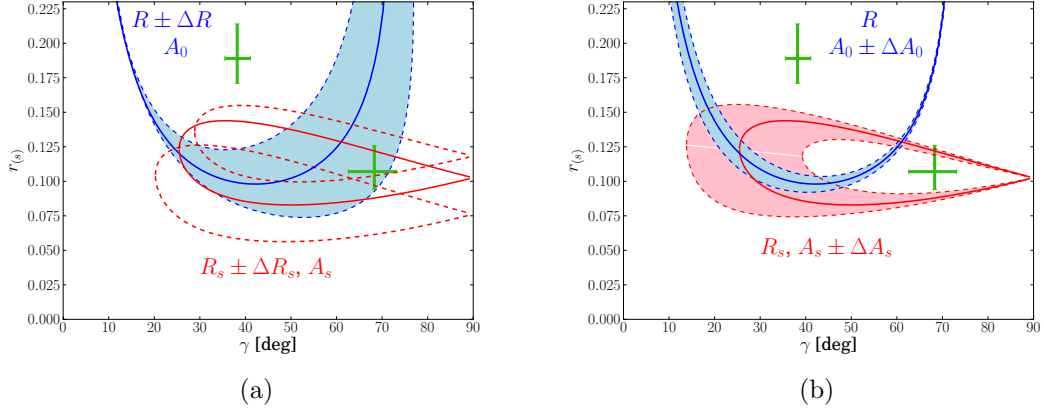 R ± ΔR
A₀
R_s ± ΔR_s, A_s
r_(s)
0.225
0.200
0.175
0.150
0.125
0.100
0.075
0.050
0.025
0.000
0 10 20 30 40 50 60 70 80 90
γ [deg]
(a)
R
A₀ ± ΔA₀
R_s, A_s ± ΔA_s
r_(s)
0.225
0.200
0.175
0.150
0.125
0.100
0.075
0.050
0.025
0.000
0 10 20 30 40 50 60 70 80 90
γ [deg]
(b)